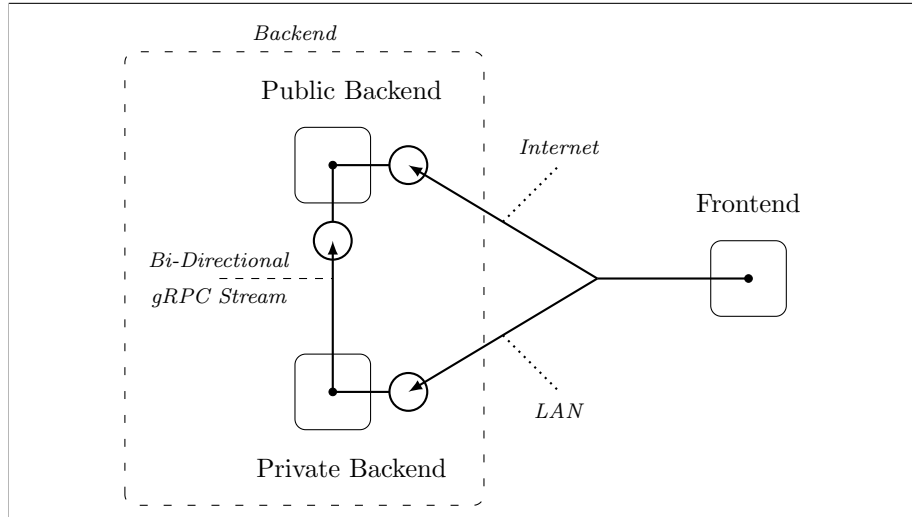 Backend
Public Backend
Internet
Frontend
Bi-Directional
gRPC Stream
LAN
Private Backend